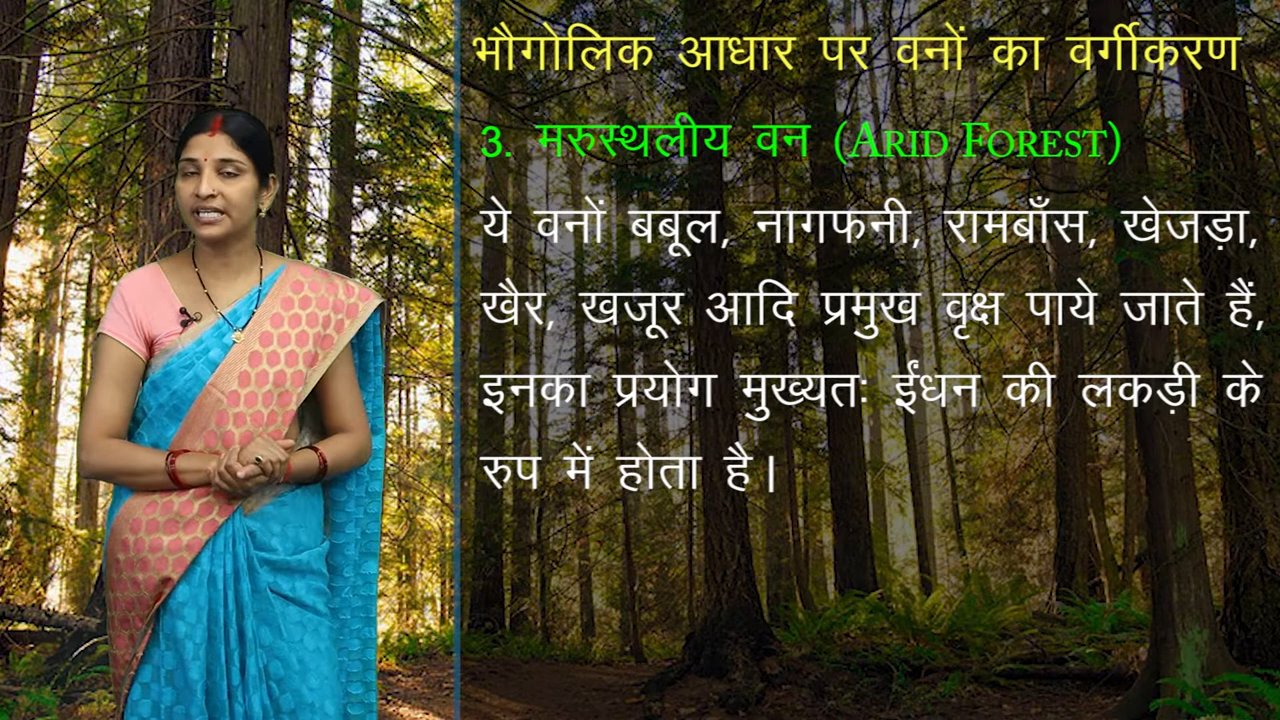 भौगोलिक आधार पर वनों का वर्गीकरण
3. मरुस्थलीय वन (ARID FOREST)
ये वनों बबूल, नागफनी, रामबाँस, खेजड़ा,
खैर, खजूर आदि प्रमुख वृक्ष पाये जाते हैं,
इनका प्रयोग मुख्यतः ईंधन की लकड़ी के
रुप में होता है।